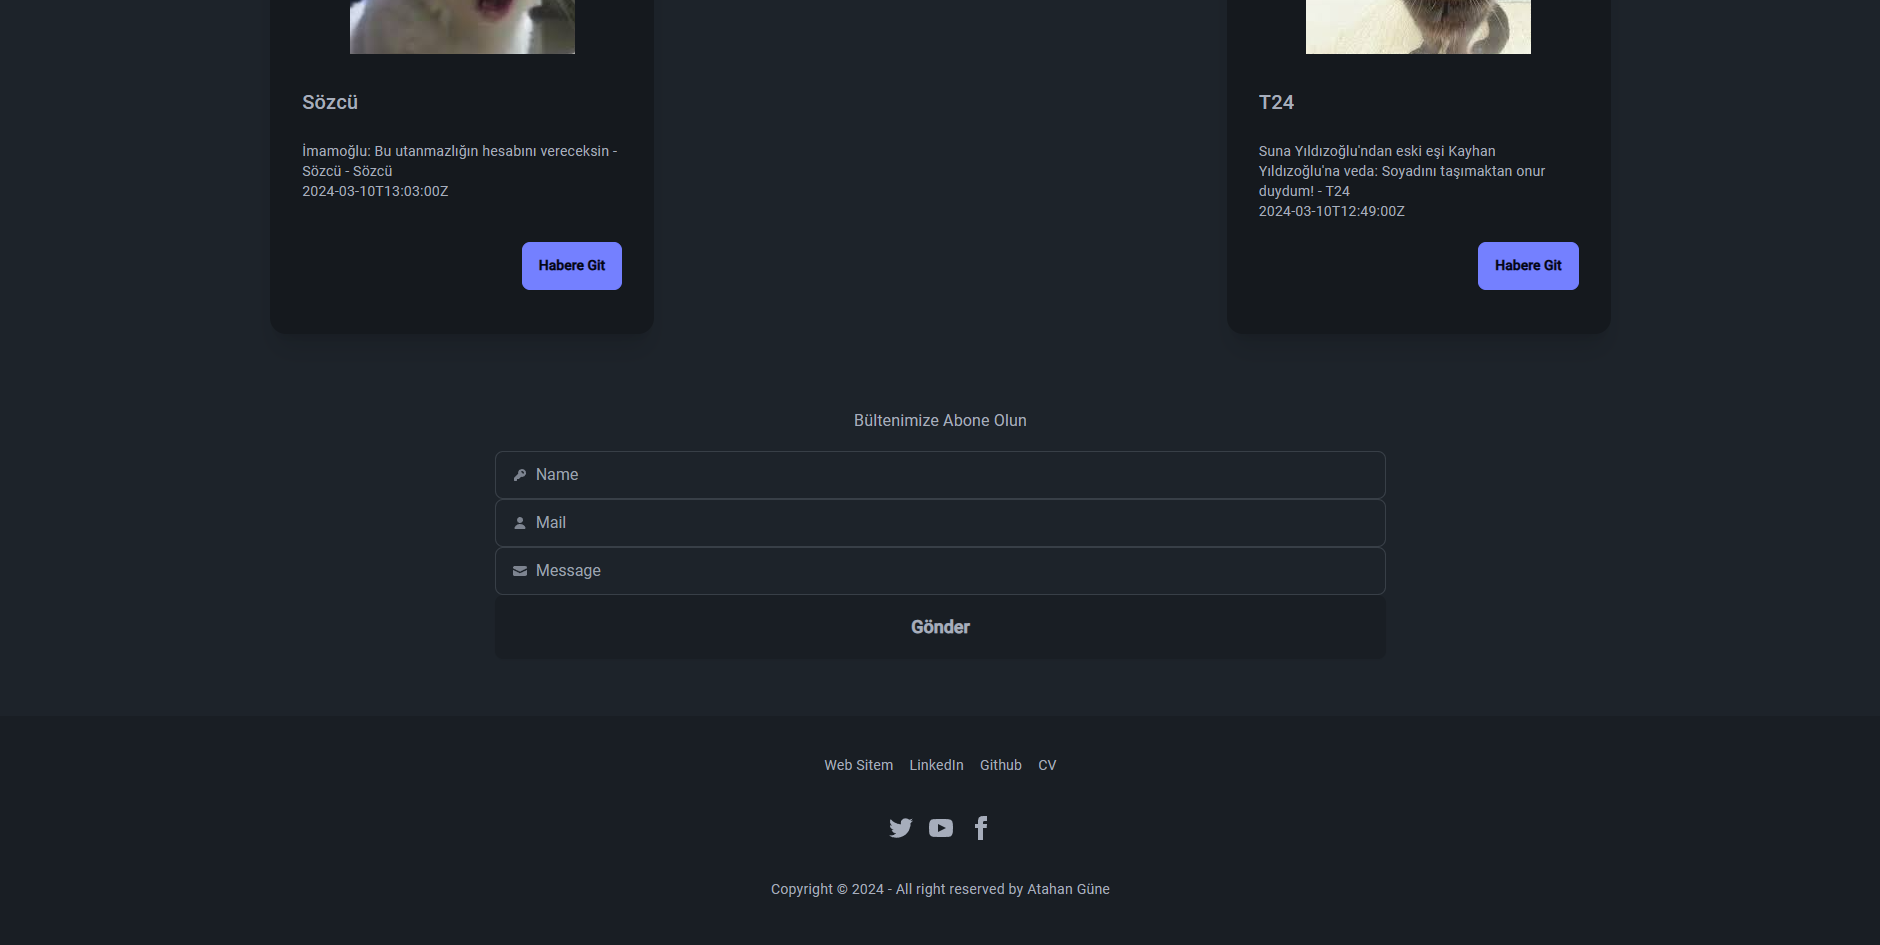 Sözcü
İmamoğlu: Bu utanmazlığın hesabını vereceksin -
Sözcü - Sözcü
2024-03-10T13:03:00Z
Habere Git
T24
Suna Yıldızoğlu'ndan eski eşi Kayhan
Yıldızoğlu'na veda: Soyadını taşımaktan onur
duydum! - T24
2024-03-10T12:49:00Z
Habere Git
Bültenimize Abone Olun
Name
Mail
Message
Gönder
Web Sitem LinkedIn Github CV
Copyright © 2024 - All right reserved by Atahan Güne